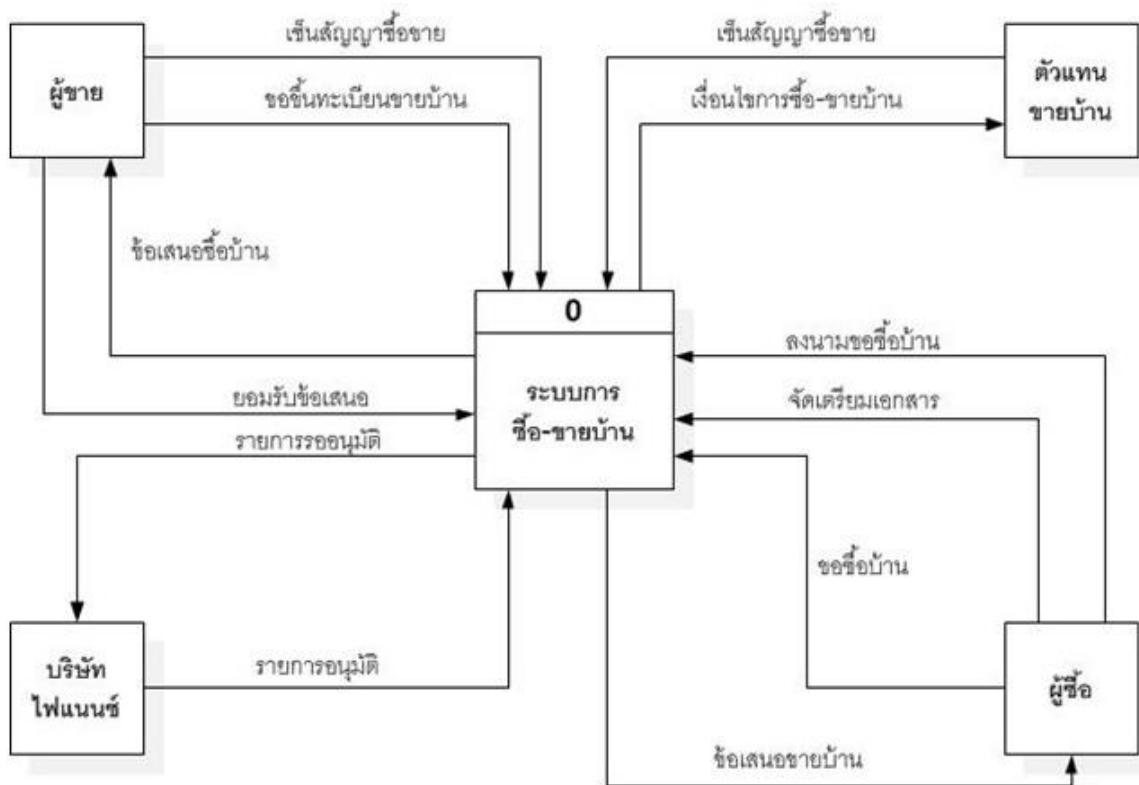 เซ็นสัญญาซื้อขาย
เซ็นสัญญาซื้อขาย
ผู้ขาย
ตัวแทน
ขายบ้าน
ขอขึ้นทะเบียนขายบ้าน
เงื่อนไขการซื้อ-ขายบ้าน
ข้อเสนอซื้อบ้าน
0
ระบบการ
ซื้อ-ขายบ้าน
ลงนามขอซื้อบ้าน
ยอมรับข้อเสนอ
จัดเตรียมเอกสาร
รายการรออนุมัติ
ขอซื้อบ้าน
บริษัท
ไฟแนนซ์
รายการอนุมัติ
ผู้ซื้อ
ข้อเสนอขายบ้าน